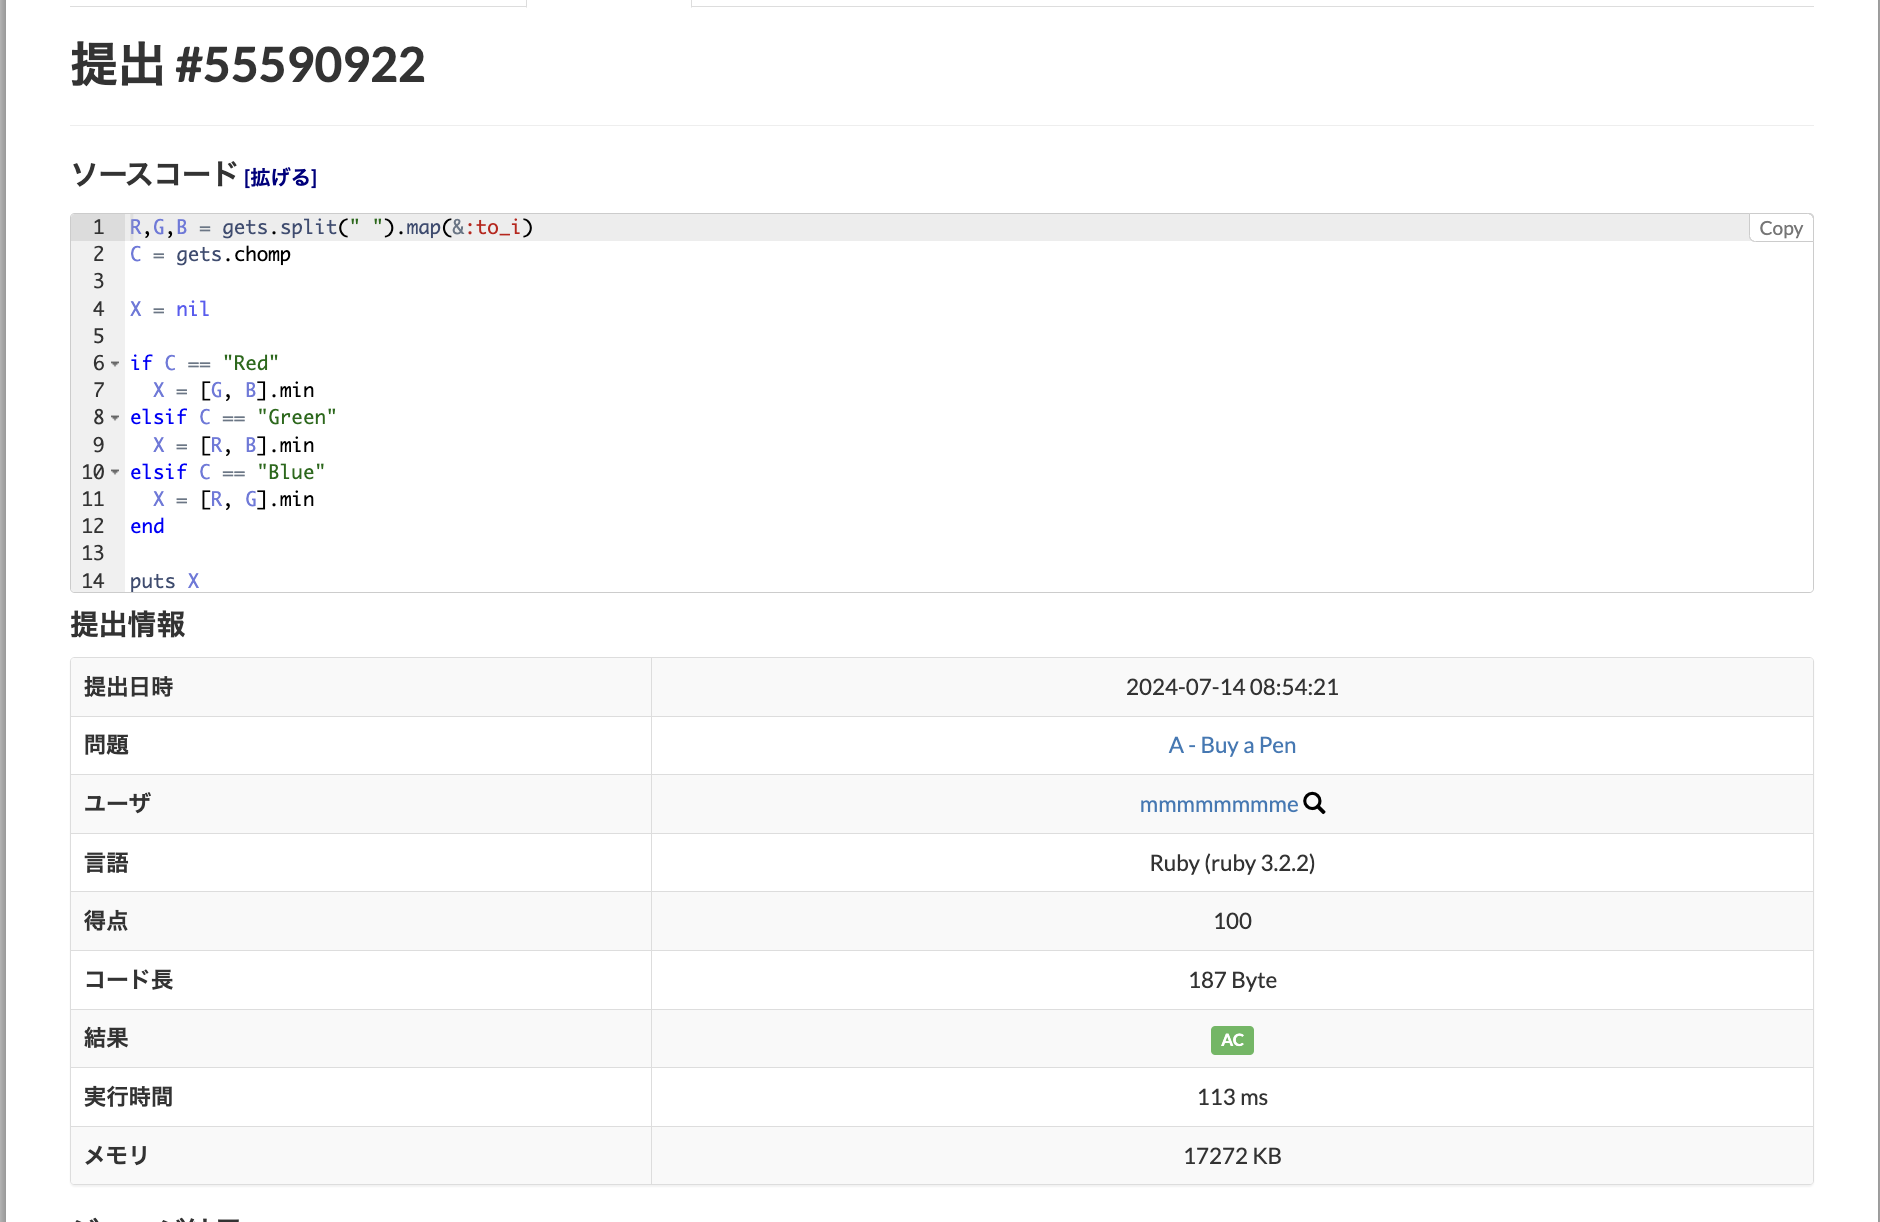 提出 #55590922
ソースコード [拡げる]
Copy
1 R,G,B = gets.split(" ").map(&:to_i)
2 C = gets.chomp
3
4 X = nil
5
6 if C == "Red"
7   X = [G, B].min
8 elsif C == "Green"
9   X = [R, B].min
10 elsif C == "Blue"
11   X = [R, G].min
12 end
13
14 puts X
提出情報
提出日時 2024-07-14 08:54:21
問題 A - Buy a Pen
ユーザ mmmmmmmmme
言語 Ruby (ruby 3.2.2)
得点 100
コード長 187 Byte
結果 AC
実行時間 113 ms
メモリ 17272 KB